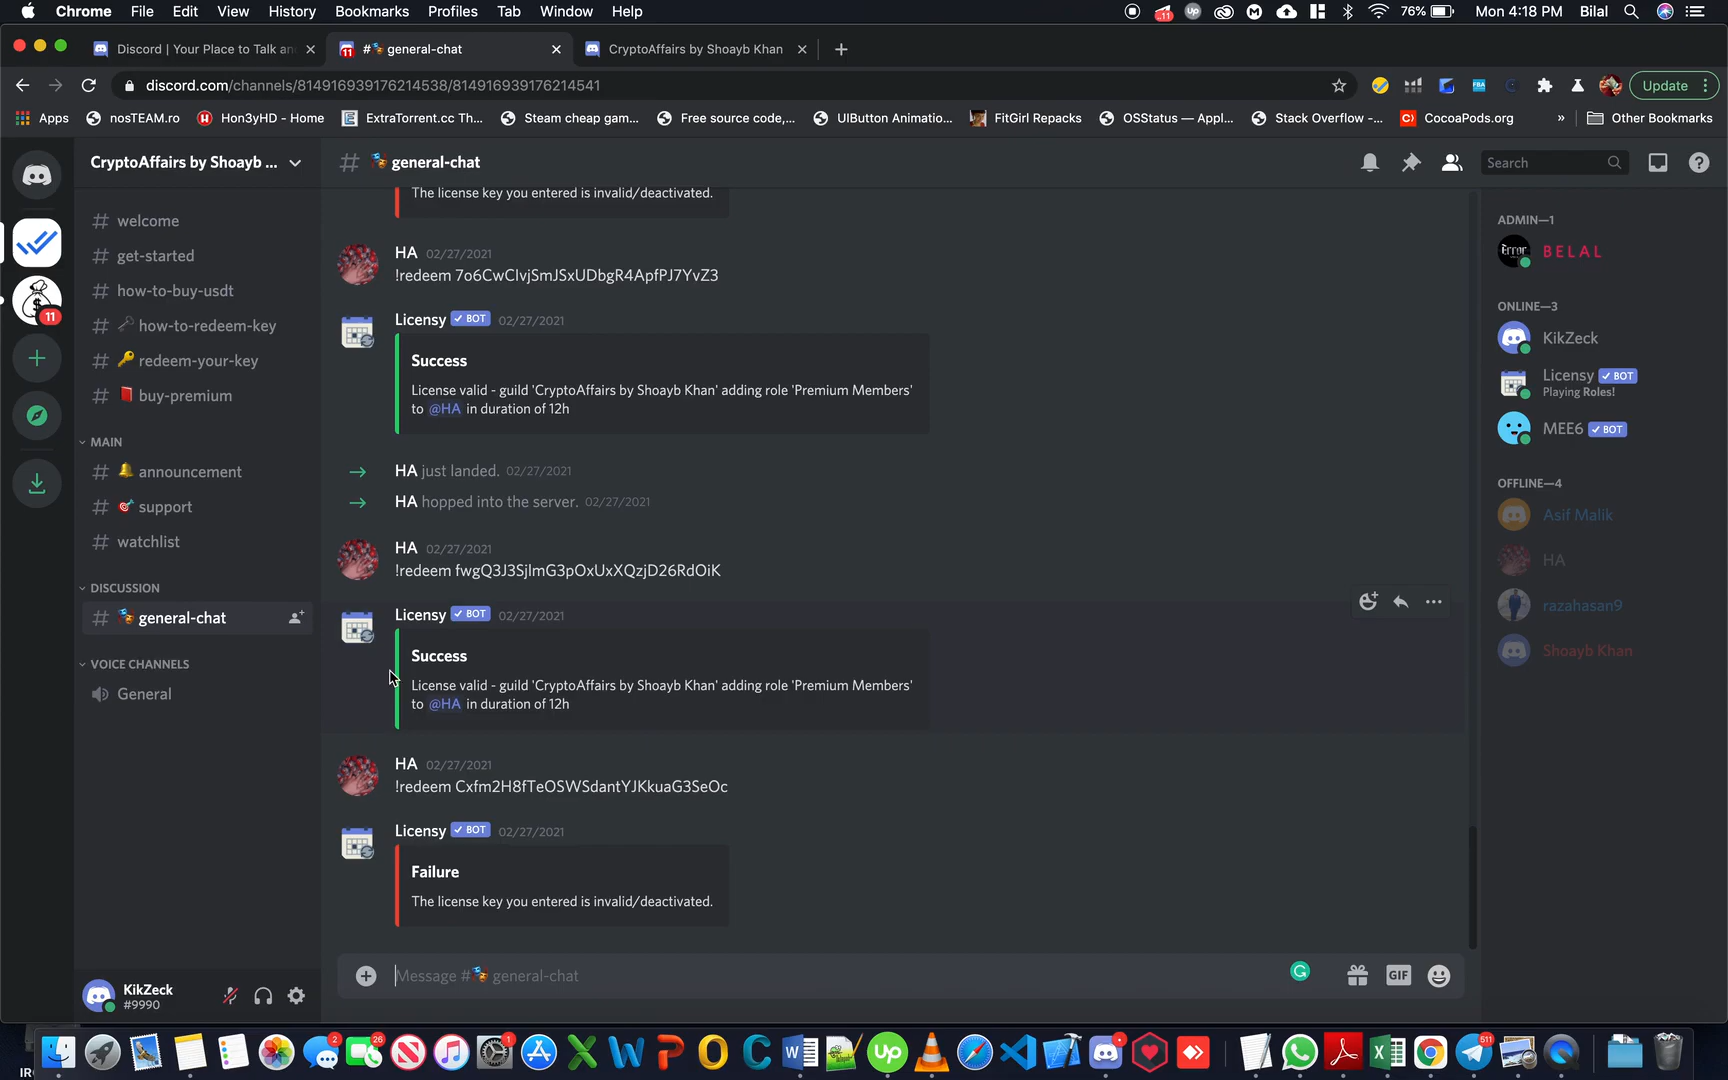 Chrome File Edit View History Bookmarks Profiles Tab Window Help
11 76% Mon 4:18 PM Bilal
Discord | Your Place to Talk an
#general-chat
CryptoAffairs by Shoayb Khan
discord.com/channels/814916939176214538/814916939176214541
Update
Apps nosTEAM.ro Hon3yHD - Home ExtraTorrent.cc Th... Steam cheap gam... Free source code,... UIButton Animatio... FitGirl Repacks OSStatus — Appl... Stack Overflow -... CocoaPods.org » Other Bookmarks
CryptoAffairs by Shoayb ...
# general-chat
Search
# welcome
# get-started
# how-to-buy-usdt
# how-to-redeem-key
# redeem-your-key
# buy-premium
MAIN
# announcement
# support
# watchlist
DISCUSSION
# general-chat
VOICE CHANNELS
General
11
KikZeck
#9990
The license key you entered is invalid/deactivated.
HA 02/27/2021
!redeem 7o6CwCIvjSmJSxUDbgR4ApfPJ7YvZ3
Licensy BOT 02/27/2021
Success
License valid - guild 'CryptoAffairs by Shoayb Khan' adding role 'Premium Members'
to @HA in duration of 12h
HA just landed. 02/27/2021
HA hopped into the server. 02/27/2021
HA 02/27/2021
!redeem fwgQ3J3SjlmG3pOxUxXQzjD26RdOiK
Licensy BOT 02/27/2021
Success
License valid - guild 'CryptoAffairs by Shoayb Khan' adding role 'Premium Members'
to @HA in duration of 12h
HA 02/27/2021
!redeem Cxfm2H8fTeOSWSdantYJKkuaG3SeOc
Licensy BOT 02/27/2021
Failure
The license key you entered is invalid/deactivated.
Message # general-chat
GIF
ADMIN—1
BELAL
ONLINE—3
KikZeck
Licensy BOT
Playing Roles!
MEE6 BOT
OFFLINE—4
Asif Malik
HA
razahasan9
Shoayb Khan
2 26 1 511